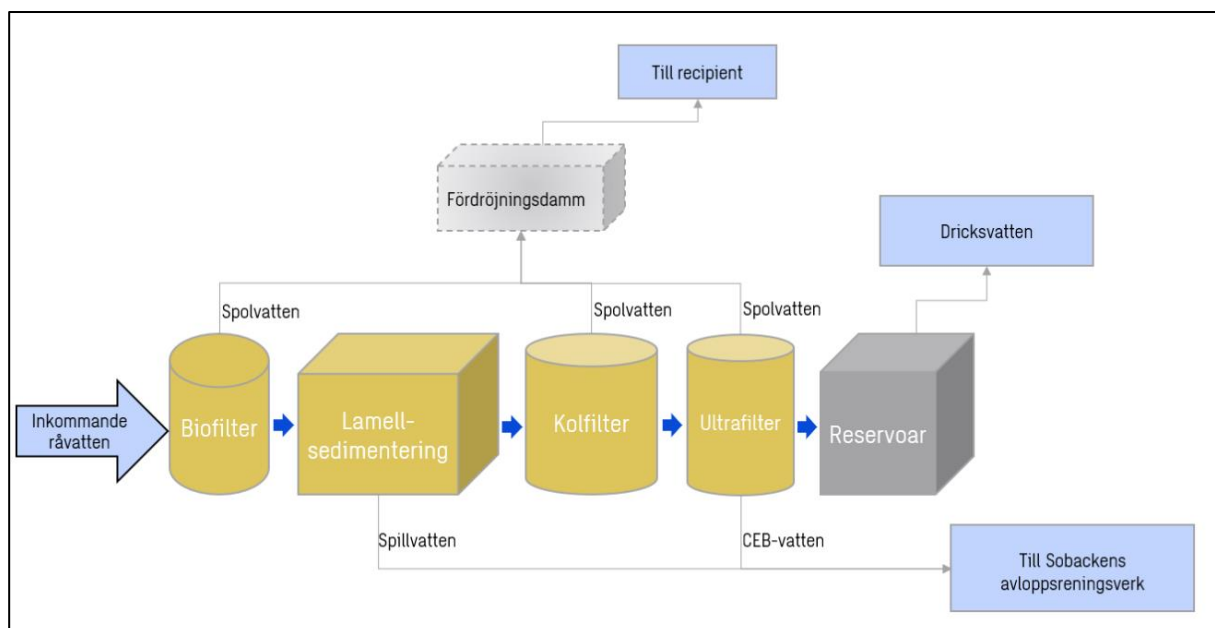 Till recipient
Fördröjningsdamm
Dricksvatten
Spolvatten
Spolvatten
Spolvatten
Inkommande
råvatten
Biofilter
Lamell-
sedimentering
Kolfilter
Ultrafilter
Reservoar
Spillvatten
CEB-vatten
Till Sobackens
avloppsreningsverk